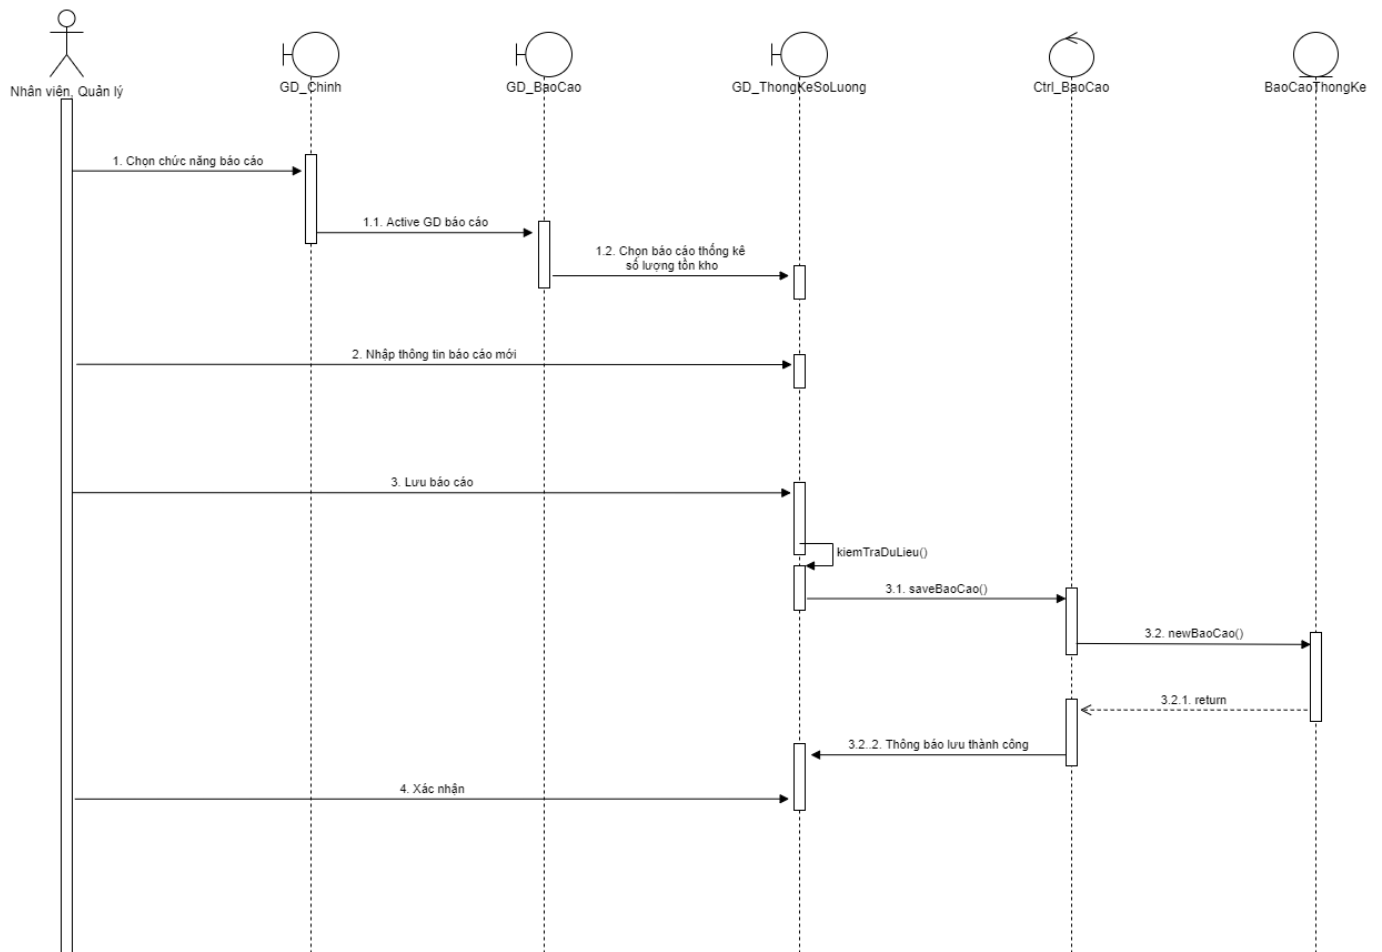 Nhân viên, Quản lý
GD_Chinh
GD_BaoCao
GD_ThongKeSoLuong
Ctrl_BaoCao
BaoCaoThongKe
1. Chọn chức năng báo cáo
1.1. Active GD báo cáo
1.2. Chọn báo cáo thống kê
số lượng tồn kho
2. Nhập thông tin báo cáo mới
3. Lưu báo cáo
kiemTraDuLieu()
3.1. saveBaoCao()
3.2. newBaoCao()
3.2.1. return
3.2..2. Thông báo lưu thành công
4. Xác nhận